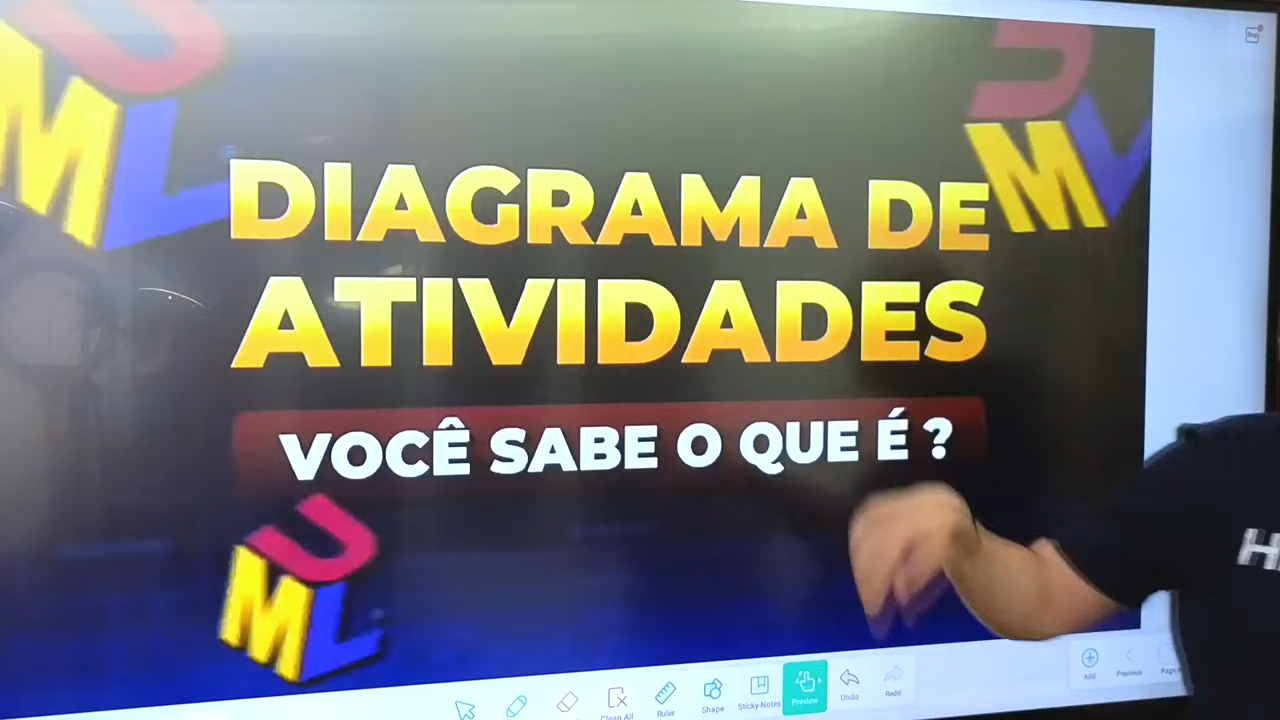 UML
UML
DIAGRAMA DE
ATIVIDADES
VOCÊ SABE O QUE É ?
UML
Clean All
Ruler
Shape
Sticky-Notes
Preview
Undo
Redo
Add
Previous